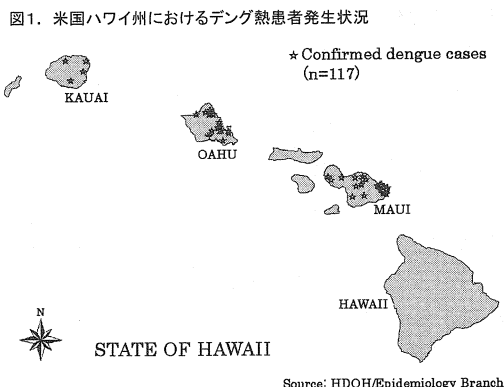 図1. 米国ハワイ州におけるデング熱患者発生状況
☆ Confirmed dengue cases
(n=117)
KAUAI
OAHU
MAUI
HAWAII
N
STATE OF HAWAII
Source: HDOH/Epidemiology Branch